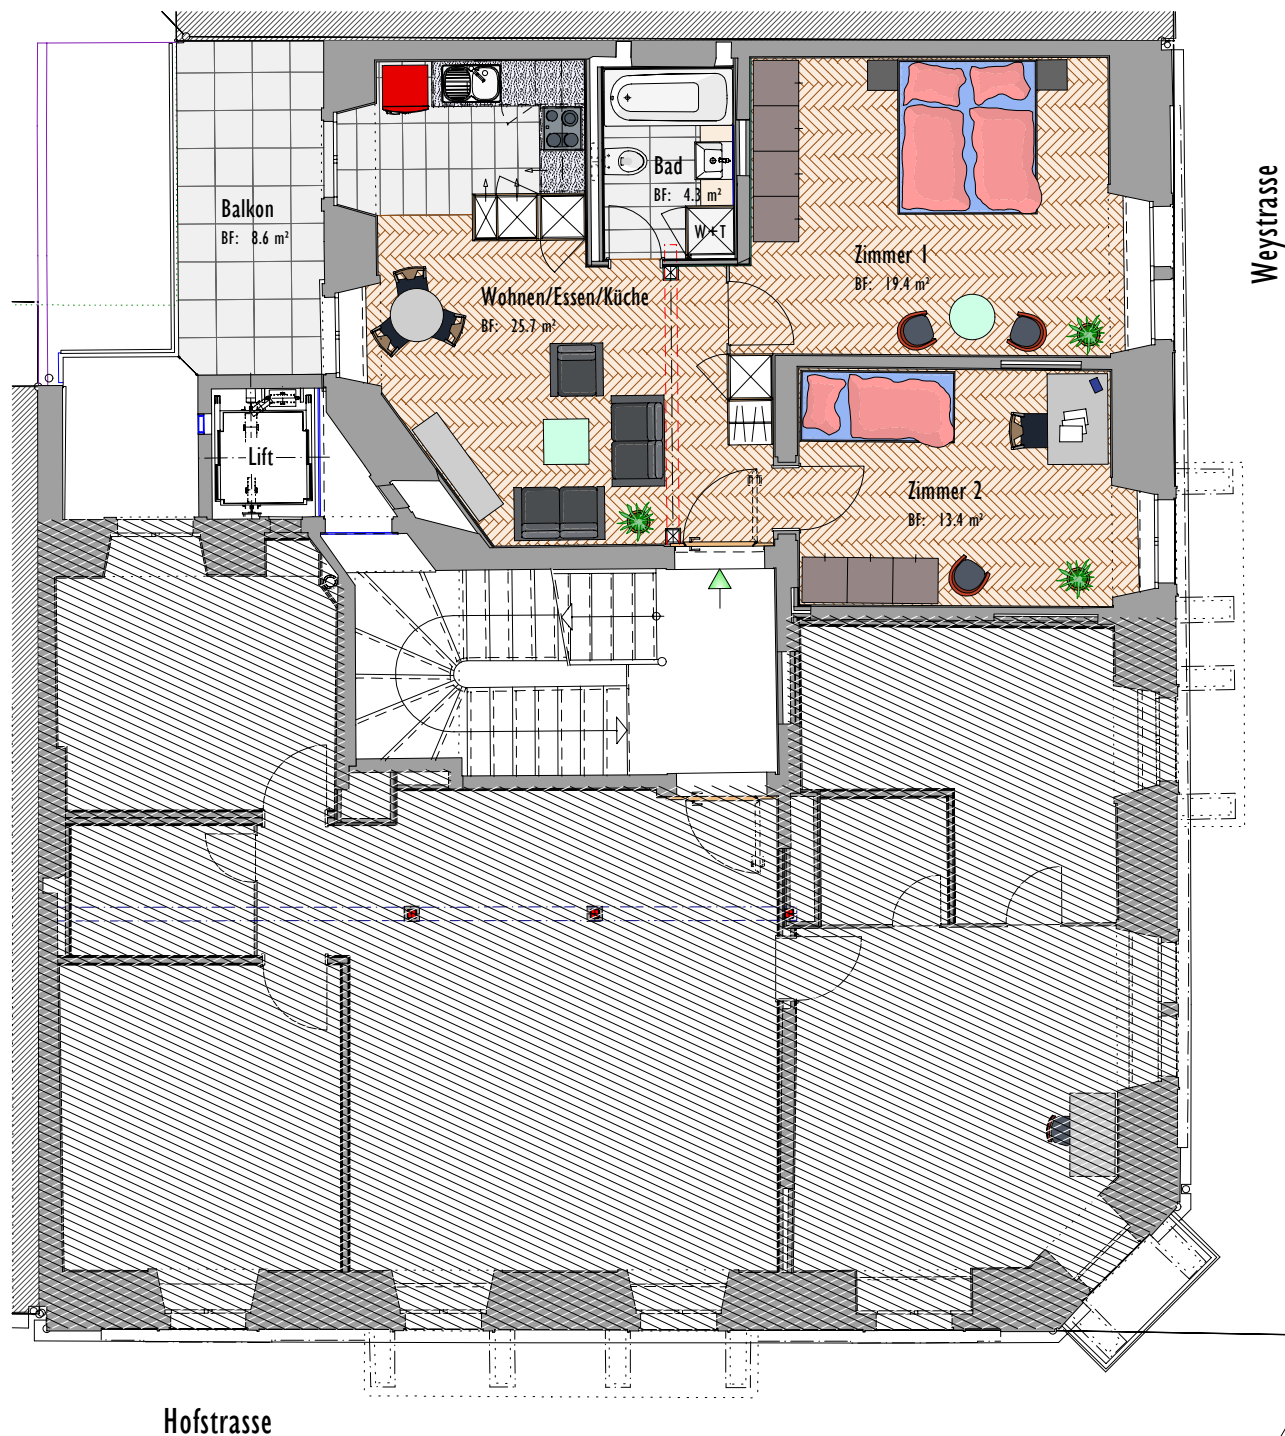 Balkon
BF: 8.6 m²
Wohnen/Essen/Küche
BF: 25.7 m²
Bad
BF: 4.3 m²
W+T
Zimmer 1
BF: 19.4 m²
Zimmer 2
BF: 13.4 m²
Lift
Weystrasse
Hofstrasse